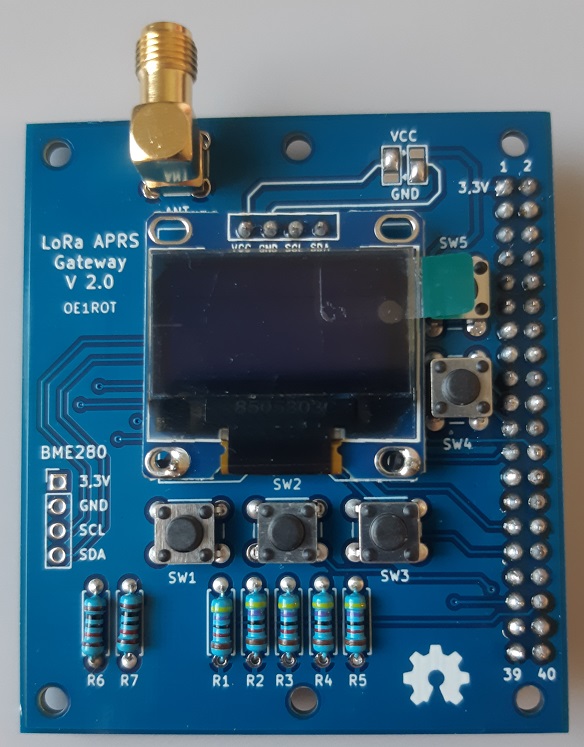 VCC
GND
1 2
3,3V
ANT
VCC GND SCL SDA
LoRa APRS
Gateway
V 2.0
OE1ROT
SW5
SW4
BME280
3,3V
GND
SCL
SDA
SW2
SW1
SW3
R6 R7 R1 R2 R3 R4 R5
39 40